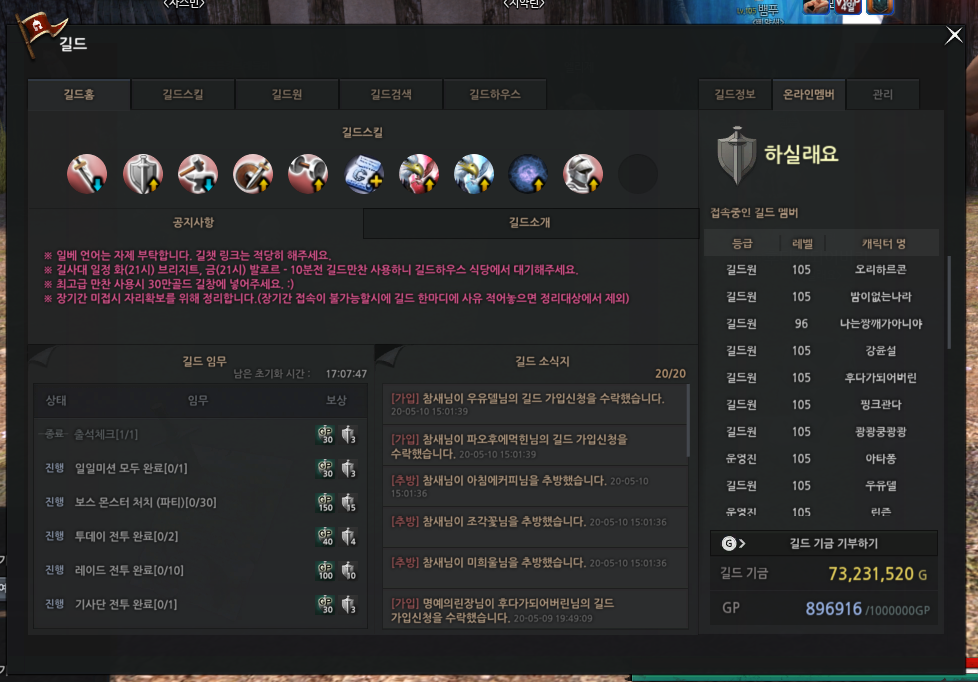 <자스민>
<지닥턴>
Lv.105 뱀푸
VVIP
4일
길드
길드홈 길드스킬 길드원 길드검색 길드하우스
길드정보 온라인멤버 관리
길드스킬
하실래요
공지사항 길드소개
※ 일베 언어는 자제 부탁합니다. 길챗 링크는 적당히 해주세요.
※ 길사대 일정 화(21시) 브리지트, 금(21시) 발로르 - 10분전 길드만찬 사용하니 길드하우스 식당에서 대기해주세요.
※ 최고급 만찬 사용시 30만골드 길창에 넣어주세요. :)
※ 장기간 미접시 자리확보를 위해 정리합니다.(장기간 접속이 불가능할시에 길드 한마디에 사유 적어놓으면 정리대상에서 제외)
길드 임무
남은 초기화 시간 : 17:07:47
상태 임무 보상
종료 출석체크[1/1] GP 30 3
진행 일일미션 모두 완료[0/1] GP 30 3
진행 보스 몬스터 처치 (파티)[0/30] GP 150 15
진행 투데이 전투 완료[0/2] GP 40 4
진행 레이드 전투 완료[0/10] GP 100 10
진행 기사단 전투 완료[0/1] GP 30 3
길드 소식지
20/20
[가입] 참새님이 우유델님의 길드 가입신청을 수락했습니다.
20-05-10 15:01:39
[가입] 참새님이 파오후에먹힌님의 길드 가입신청을
수락했습니다. 20-05-10 15:01:39
[추방] 참새님이 아침에커피님을 추방했습니다. 20-05-10
15:01:36
[추방] 참새님이 조각꽃님을 추방했습니다. 20-05-10 15:01:36
[추방] 참새님이 미희울님을 추방했습니다. 20-05-10 15:01:36
[가입] 명예의린장님이 후다가되어버린님의 길드
가입신청을 수락했습니다. 20-05-09 19:49:09
접속중인 길드 멤버
등급 레벨 캐릭터 명
길드원 105 오리하르콘
길드원 105 밤이없는나라
길드원 96 나는짱깨가아니야
길드원 105 강윤설
길드원 105 후다가되어버린
길드원 105 핑크판다
길드원 105 쾅쾅쿵쾅쾅
운영진 105 아타퐁
길드원 105 우유델
운영진 105 린즌
G 길드 기금 기부하기
길드 기금 73,231,520 G
GP 896916 /1000000GP